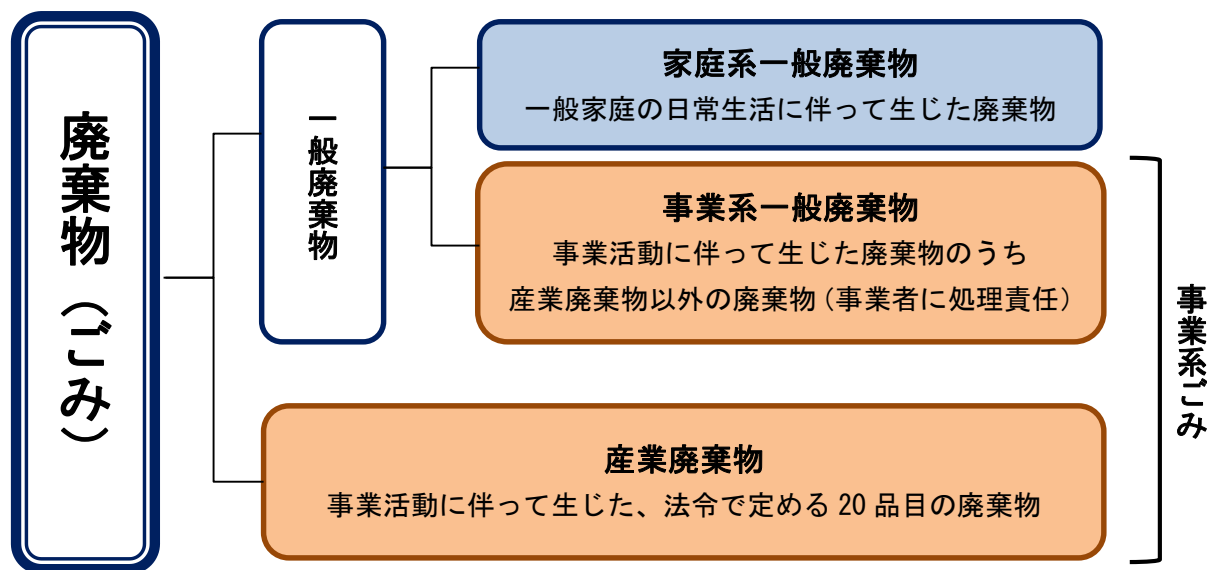 廃棄物（ごみ）
一般廃棄物
家庭系一般廃棄物
一般家庭の日常生活に伴って生じた廃棄物
事業系一般廃棄物
事業活動に伴って生じた廃棄物のうち
産業廃棄物以外の廃棄物（事業者に処理責任）
産業廃棄物
事業活動に伴って生じた、法令で定める 20 品目の廃棄物
事業系ごみ